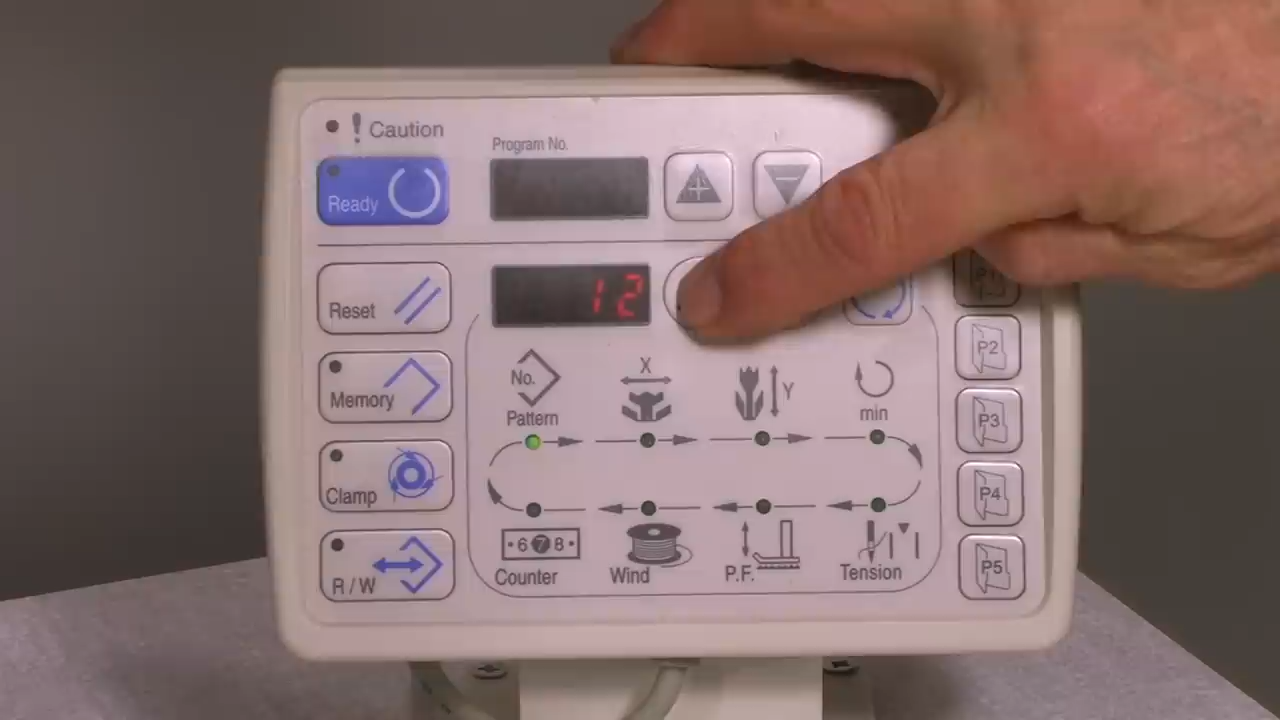 ! Caution
Program No.
Ready
+ −
12
Reset
P1
No.
X
Y
P2
Memory
Pattern
min
P3
Clamp
P4
•6 7 8•
Counter
Wind
P.F.
Tension
P5
R / W